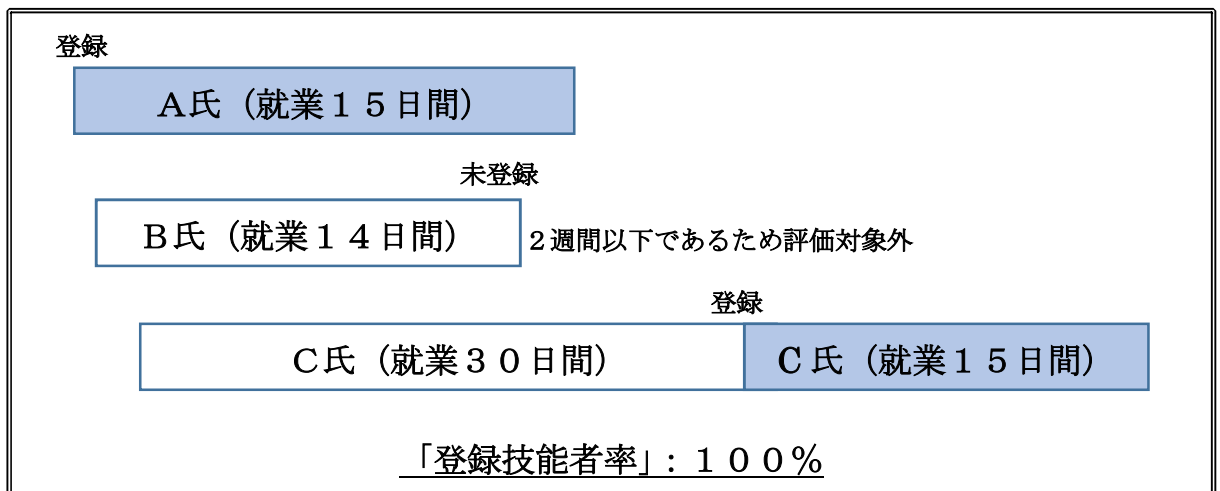 登録
A氏（就業１５日間）
未登録
B氏（就業１４日間）
２週間以下であるため評価対象外
登録
C氏（就業３０日間）
C氏（就業１５日間）
「登録技能者率」：１００％